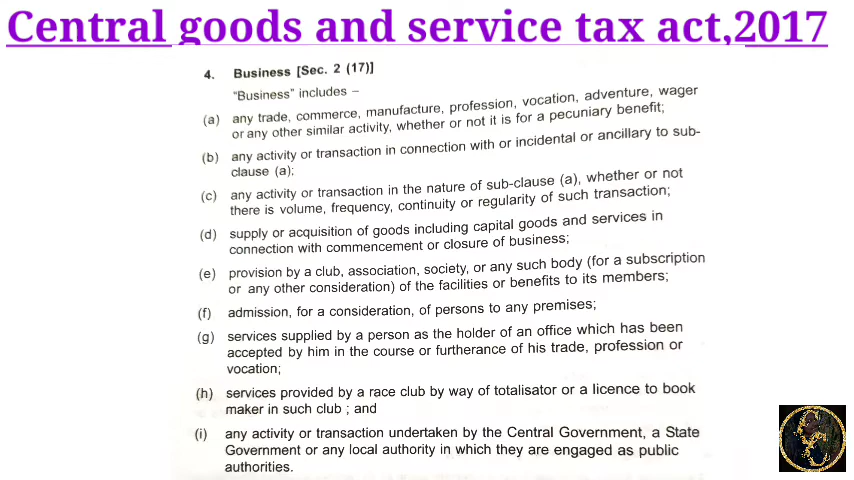 Central goods and service tax act,2017
4. Business [Sec. 2 (17)]
"Business" includes –
(a) any trade, commerce, manufacture, profession, vocation, adventure, wager
or any other similar activity, whether or not it is for a pecuniary benefit;
(b) any activity or transaction in connection with or incidental or ancillary to sub-
clause (a);
(c) any activity or transaction in the nature of sub-clause (a), whether or not
there is volume, frequency, continuity or regularity of such transaction;
(d) supply or acquisition of goods including capital goods and services in
connection with commencement or closure of business;
(e) provision by a club, association, society, or any such body (for a subscription
or any other consideration) of the facilities or benefits to its members;
(f) admission, for a consideration, of persons to any premises;
(g) services supplied by a person as the holder of an office which has been
accepted by him in the course or furtherance of his trade, profession or
vocation;
(h) services provided by a race club by way of totalisator or a licence to book
maker in such club ; and
(i) any activity or transaction undertaken by the Central Government, a State
Government or any local authority in which they are engaged as public
authorities.